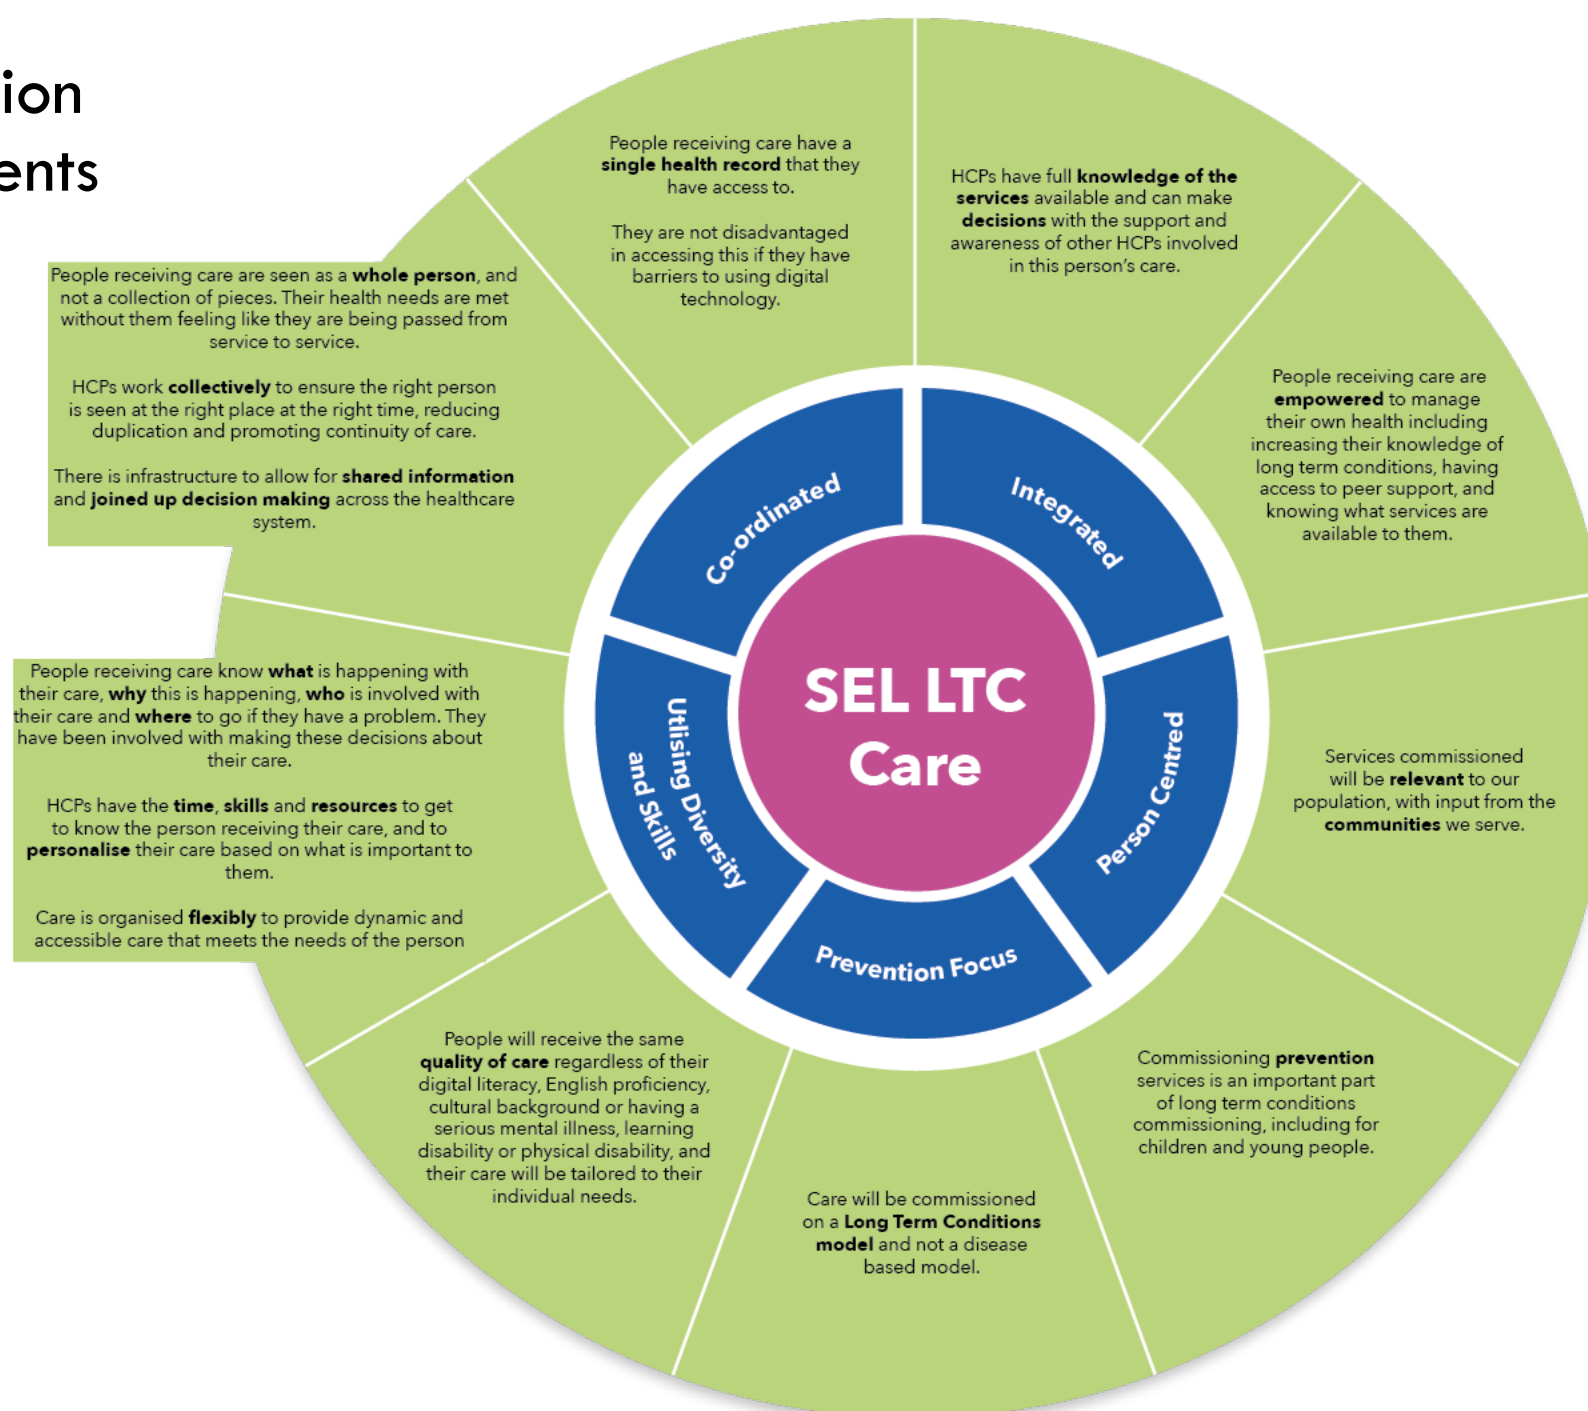 ion
ents
People receiving care have a
single health record that they
have access to.
They are not disadvantaged
in accessing this if they have
barriers to using digital
technology.
HCPs have full knowledge of the
services available and can make
decisions with the support and
awareness of other HCPs involved
in this person's care.
People receiving care are
empowered to manage
their own health including
increasing their knowledge of
long term conditions, having
access to peer support, and
knowing what services are
available to them.
Services commissioned
will be relevant to our
population, with input from the
communities we serve.
Commissioning prevention
services is an important part
of long term conditions
commissioning, including for
children and young people.
Care will be commissioned
on a Long Term Conditions
model and not a disease
based model.
People will receive the same
quality of care regardless of their
digital literacy, English proficiency,
cultural background or having a
serious mental illness, learning
disability or physical disability, and
their care will be tailored to their
individual needs.
People receiving care know what is happening with
their care, why this is happening, who is involved with
their care and where to go if they have a problem. They
have been involved with making these decisions about
their care.
HCPs have the time, skills and resources to get
to know the person receiving their care, and to
personalise their care based on what is important to
them.
Care is organised flexibly to provide dynamic and
accessible care that meets the needs of the person
People receiving care are seen as a whole person, and
not a collection of pieces. Their health needs are met
without them feeling like they are being passed from
service to service.
HCPs work collectively to ensure the right person
is seen at the right place at the right time, reducing
duplication and promoting continuity of care.
There is infrastructure to allow for shared information
and joined up decision making across the healthcare
system.
Co-ordinated
Integrated
Person Centred
Prevention Focus
Utlising Diversity
and Skills
SEL LTC
Care